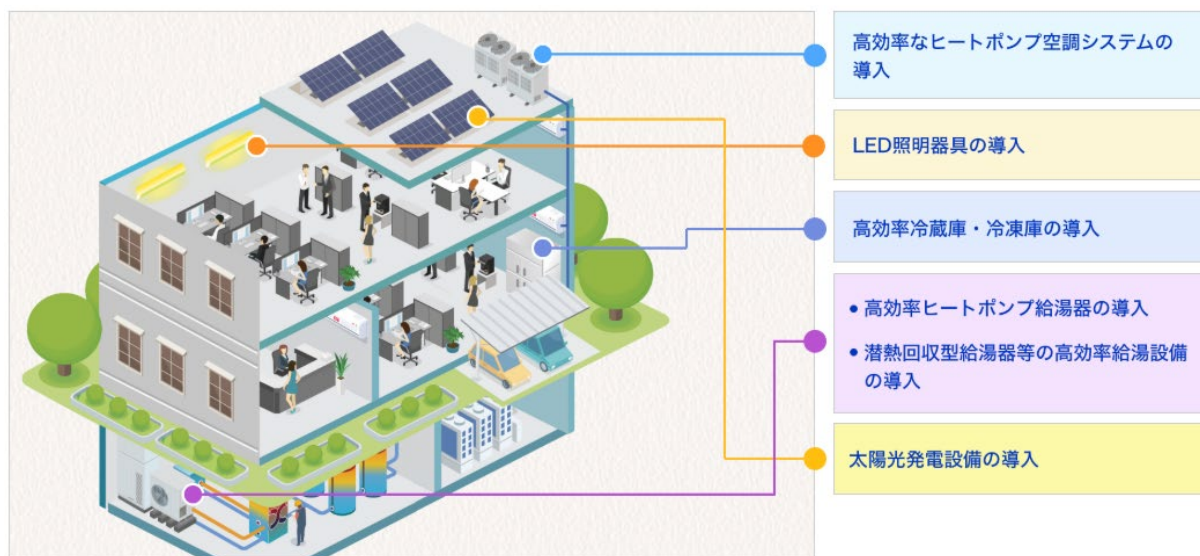 高効率なヒートポンプ空調システムの
導入
LED照明器具の導入
高効率冷蔵庫・冷凍庫の導入
• 高効率ヒートポンプ給湯器の導入
• 潜熱回収型給湯器等の高効率給湯設備
の導入
太陽光発電設備の導入